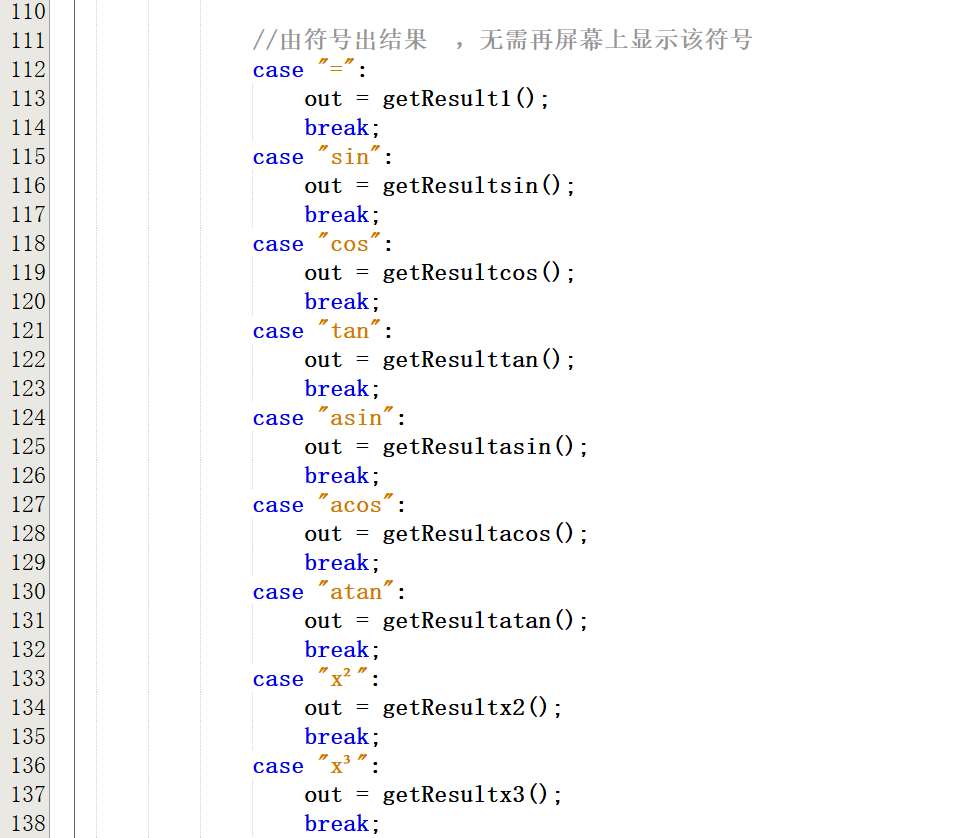 110
111 //由符号出结果 ，无需再屏幕上显示该符号
112 case "=":
113 out = getResult1();
114 break;
115 case "sin":
116 out = getResultsin();
117 break;
118 case "cos":
119 out = getResultcos();
120 break;
121 case "tan":
122 out = getResulttan();
123 break;
124 case "asin":
125 out = getResultasin();
126 break;
127 case "acos":
128 out = getResultacos();
129 break;
130 case "atan":
131 out = getResultatan();
132 break;
133 case "x²":
134 out = getResultx2();
135 break;
136 case "x³":
137 out = getResultx3();
138 break;